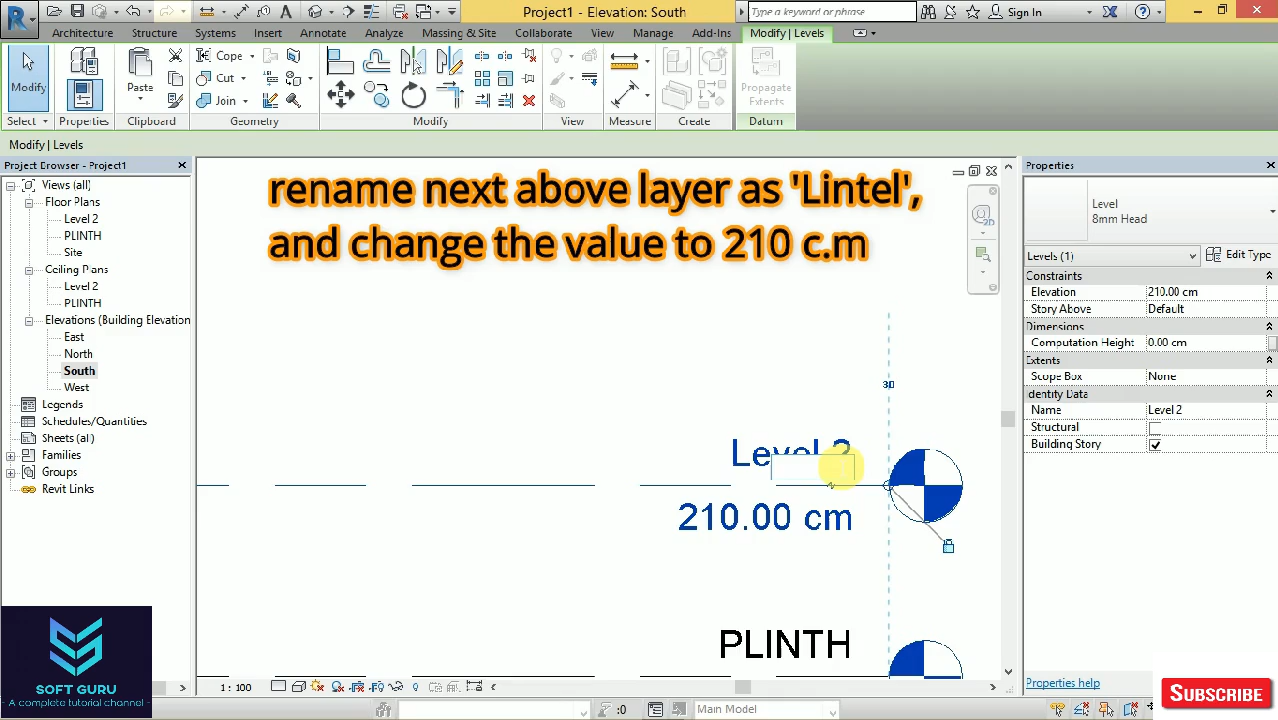 Project1 - Elevation: South
Type a keyword or phrase
Sign In
Architecture
Structure
Systems
Insert
Annotate
Analyze
Massing & Site
Collaborate
View
Manage
Add-Ins
Modify | Levels
Modify
Paste
Cope
Cut
Join
Propagate
Extents
Select
Properties
Clipboard
Geometry
Modify
View
Measure
Create
Datum
Modify | Levels
Project Browser - Project1
Views (all)
Floor Plans
Level 2
PLINTH
Site
Ceiling Plans
Level 2
PLINTH
Elevations (Building Elevation
East
North
South
West
Legends
Schedules/Quantities
Sheets (all)
Families
Groups
Revit Links
rename next above layer as 'Lintel',
and change the value to 210 c.m
2D
3D
Level 2
210.00 cm
PLINTH
Properties
Level
8mm Head
Levels (1)
Edit Type
Constraints
Elevation 210.00 cm
Story Above Default
Dimensions
Computation Height 0.00 cm
Extents
Scope Box None
Identity Data
Name Level 2
Structural
Building Story
Properties help
SOFT GURU
- A complete tutorial channel -
1 : 100
:0
Main Model
SUBSCRIBE